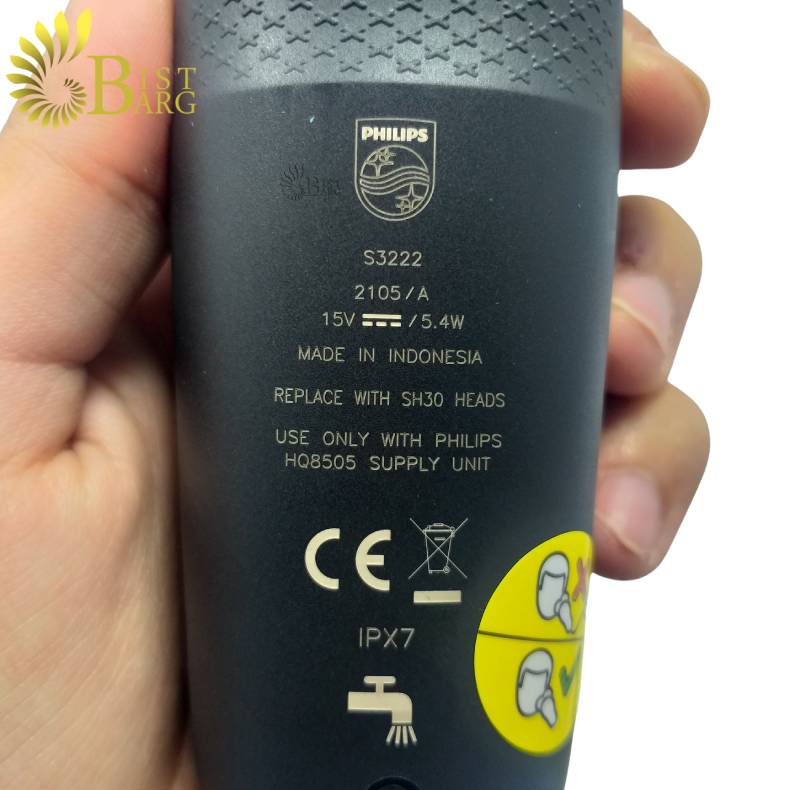 BIST
BARG
PHILIPS
S3222
2105/A
15V ⎓ /5.4W
MADE IN INDONESIA
REPLACE WITH SH30 HEADS
USE ONLY WITH PHILIPS
HQ8505 SUPPLY UNIT
CE
IPX7